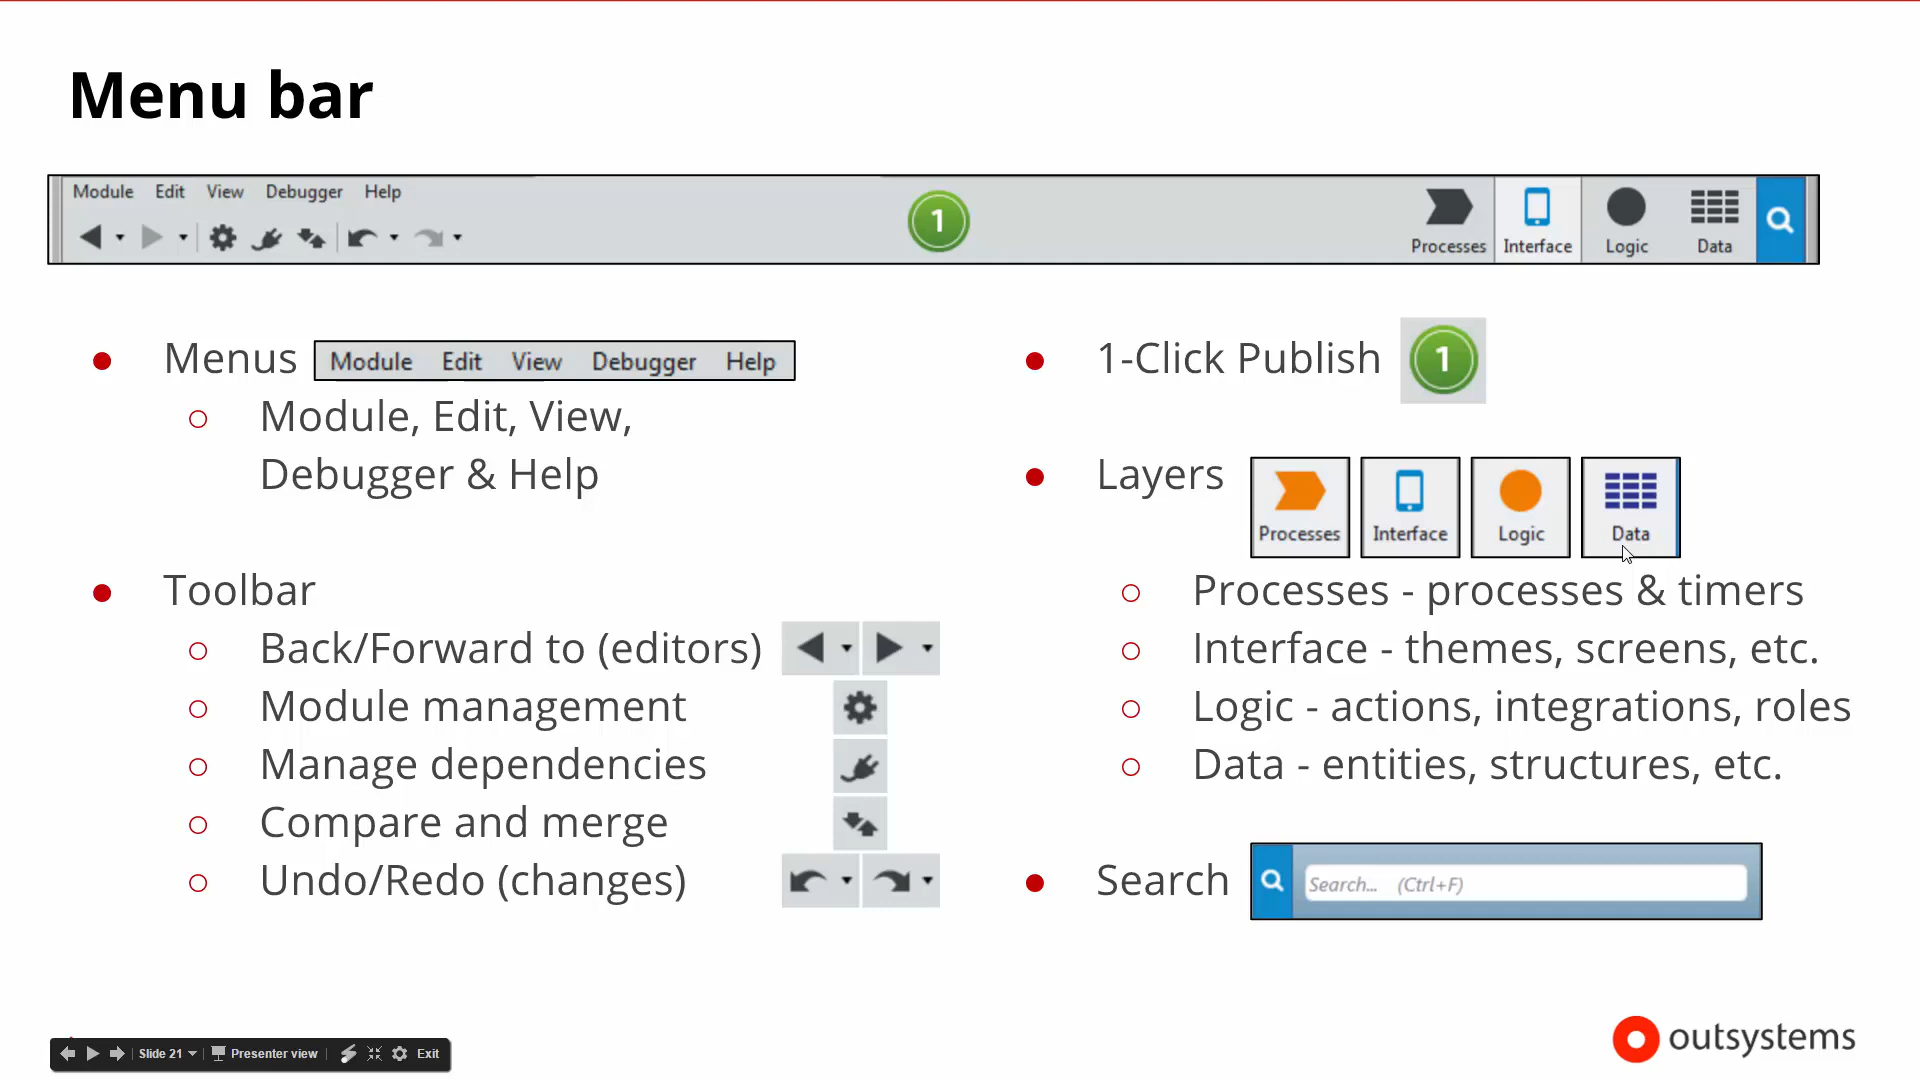 Menu bar
Module Edit View Debugger Help
1
Processes Interface Logic Data
Menus Module Edit View Debugger Help
Module, Edit, View,
Debugger & Help
Toolbar
Back/Forward to (editors)
Module management
Manage dependencies
Compare and merge
Undo/Redo (changes)
1-Click Publish 1
Layers Processes Interface Logic Data
Processes - processes & timers
Interface - themes, screens, etc.
Logic - actions, integrations, roles
Data - entities, structures, etc.
Search Search... (Ctrl+F)
Slide 21 Presenter view Exit
outsystems